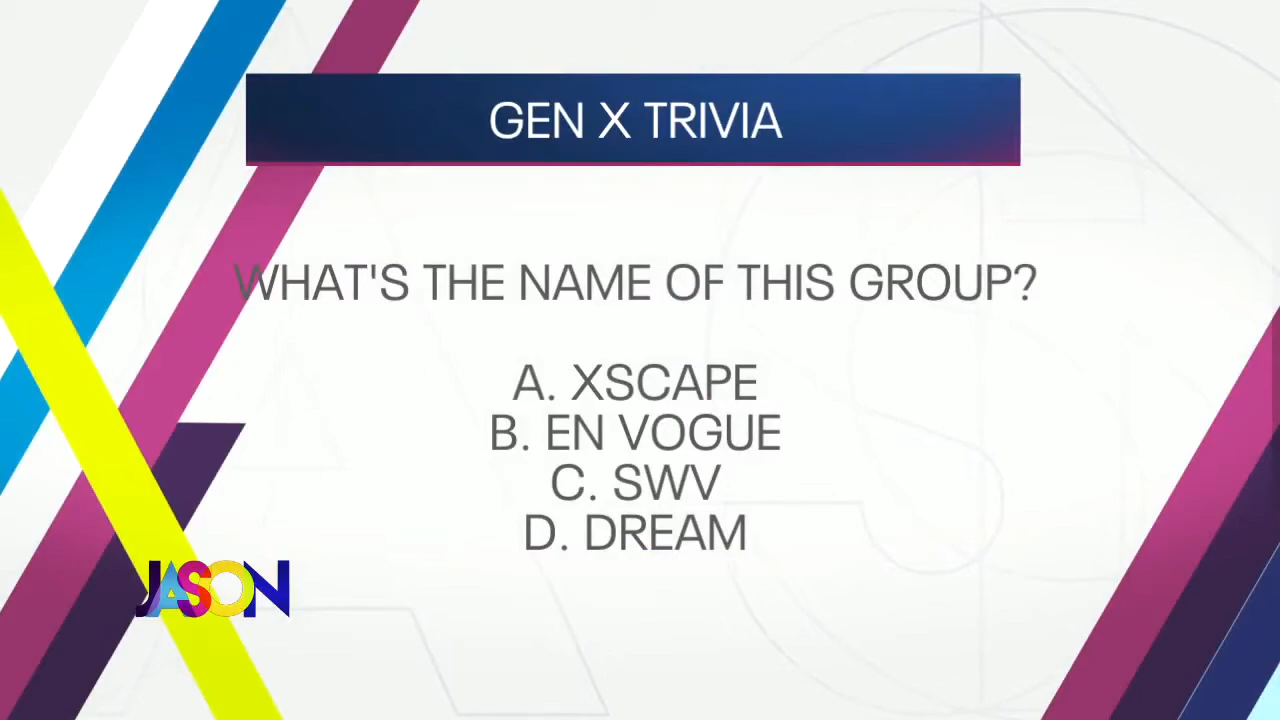 GEN X TRIVIA
WHAT'S THE NAME OF THIS GROUP?
A. XSCAPE
B. EN VOGUE
C. SWV
D. DREAM
JASON